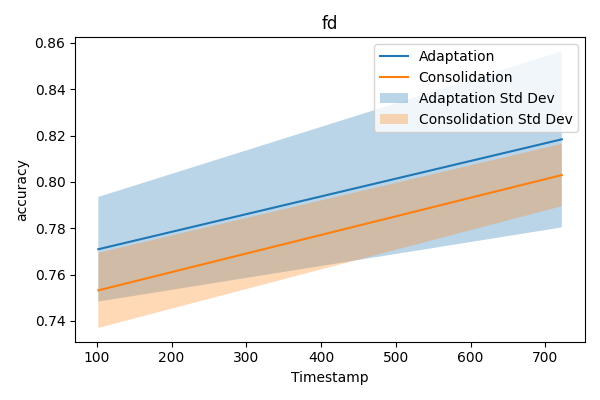 fd
0.86
0.84
0.82
0.80
0.78
0.76
0.74
accuracy
Adaptation
Consolidation
Adaptation Std Dev
Consolidation Std Dev
100
200
300
400
500
600
700
Timestamp